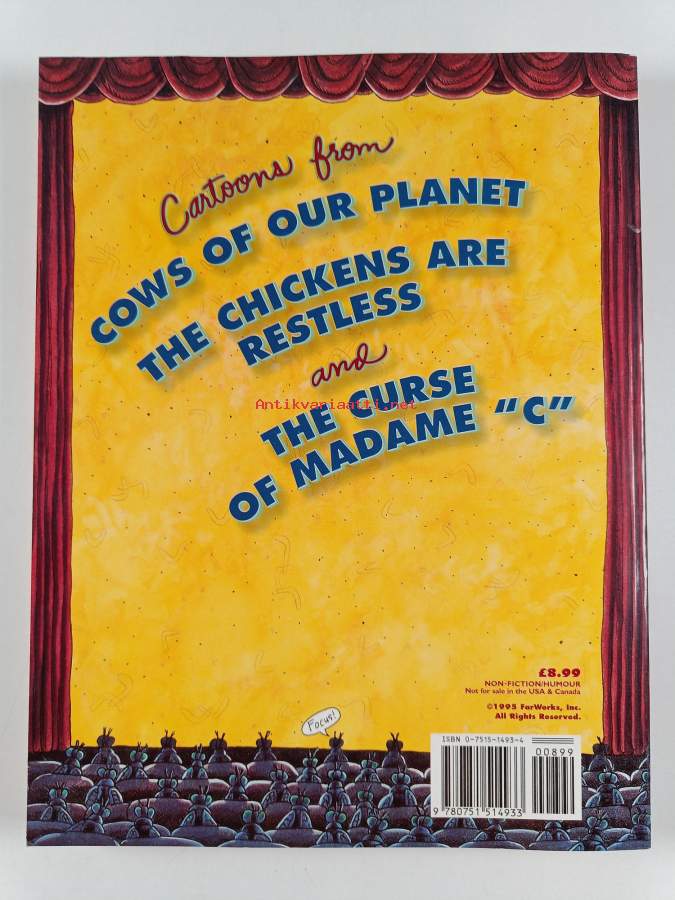 Cartoons from
COWS OF OUR PLANET
THE CHICKENS ARE
RESTLESS
and
Antikvariaatti.net
THE CURSE
OF MADAME "C"
£8.99
NON-FICTION/HUMOUR
Not for sale in the USA & Canada
©1995 FarWorks, Inc.
All Rights Reserved.
Focus!
ISBN 0-7515-1493-4
00899
9 780751 514933